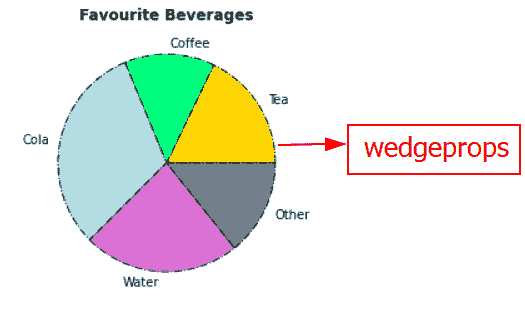 Favourite Beverages
Coffee
Tea
Cola
wedgeprops
Other
Water